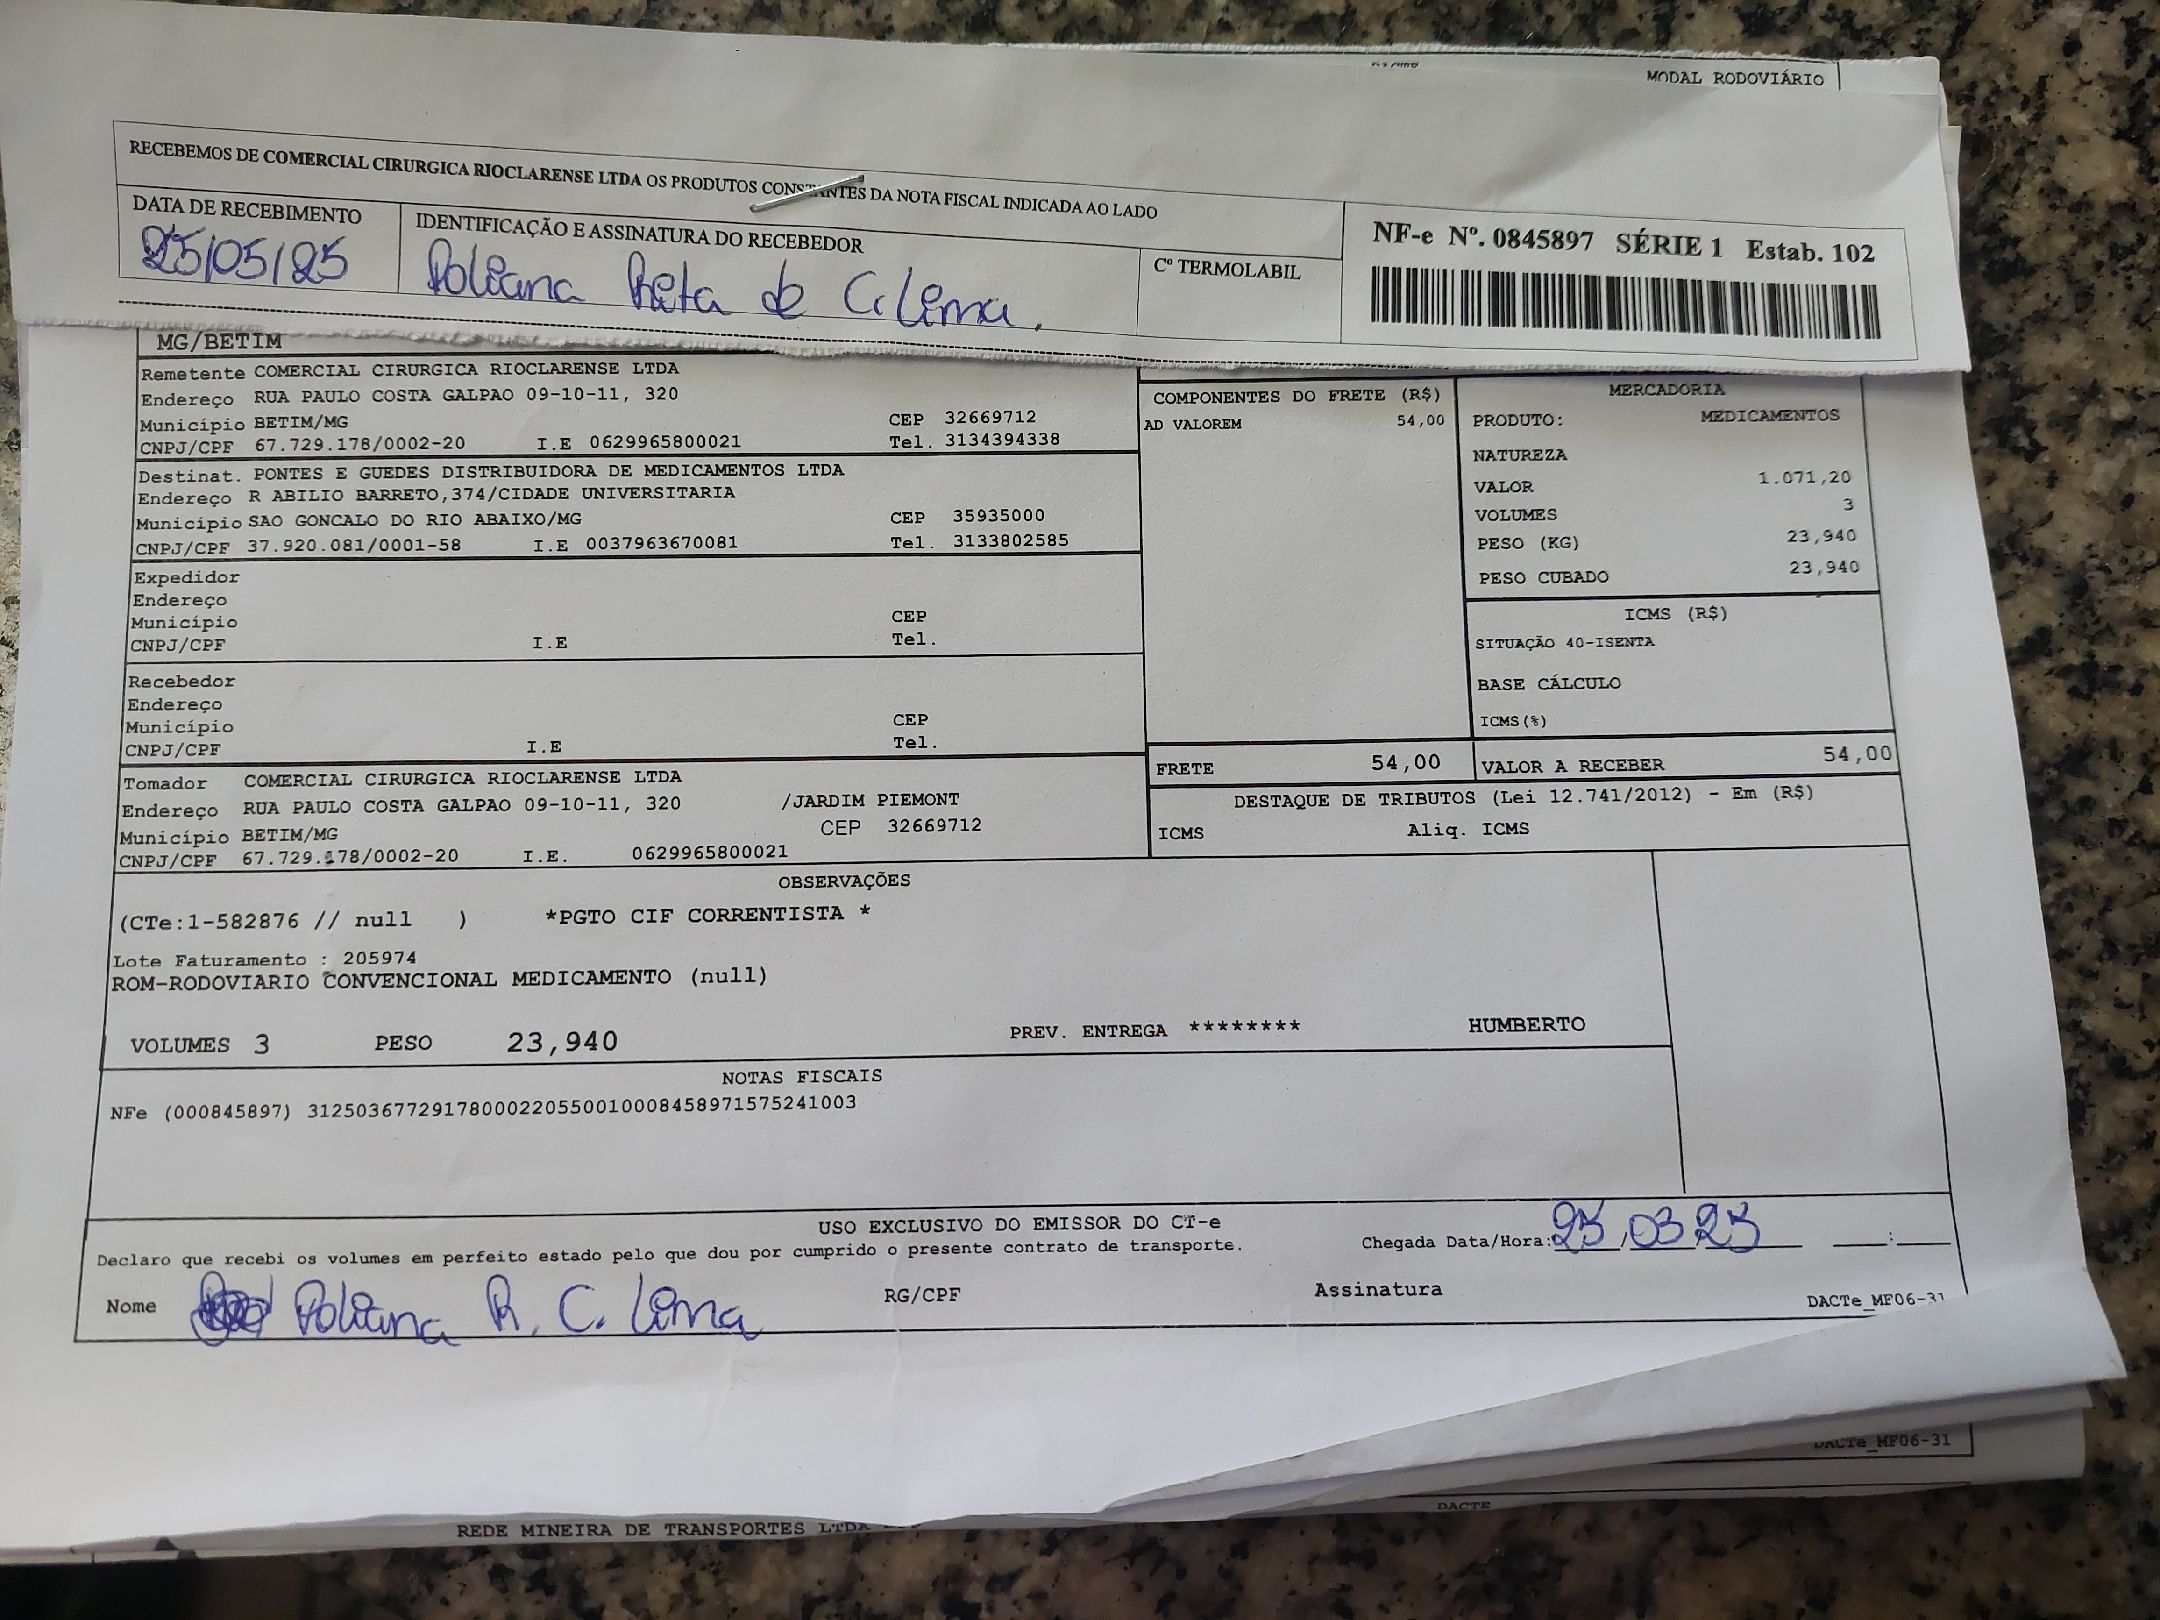 MODAL RODOVIÁRIO
RECEBEMOS DE COMERCIAL CIRURGICA RIOCLARENSE LTDA OS PRODUTOS CONSTANTES DA NOTA FISCAL INDICADA AO LADO
DATA DE RECEBIMENTO
25/05/25
IDENTIFICAÇÃO E ASSINATURA DO RECEBEDOR
Poliana Rita de C. Lima.
Cº TERMOLABIL
NF-e Nº. 0845897 SÉRIE 1 Estab. 102
MG/BETIM
Remetente COMERCIAL CIRURGICA RIOCLARENSE LTDA
Endereço RUA PAULO COSTA GALPAO 09-10-11, 320
Município BETIM/MG CEP 32669712
CNPJ/CPF 67.729.178/0002-20 I.E 0629965800021 Tel. 3134394338
Destinat. PONTES E GUEDES DISTRIBUIDORA DE MEDICAMENTOS LTDA
Endereço R ABILIO BARRETO,374/CIDADE UNIVERSITARIA
Município SAO GONCALO DO RIO ABAIXO/MG CEP 35935000
CNPJ/CPF 37.920.081/0001-58 I.E 0037963670081 Tel. 3133802585
Expedidor
Endereço
Município CEP
CNPJ/CPF I.E Tel.
Recebedor
Endereço
Município CEP
CNPJ/CPF I.E Tel.
Tomador COMERCIAL CIRURGICA RIOCLARENSE LTDA
Endereço RUA PAULO COSTA GALPAO 09-10-11, 320 /JARDIM PIEMONT
Município BETIM/MG CEP 32669712
CNPJ/CPF 67.729.178/0002-20 I.E. 0629965800021
COMPONENTES DO FRETE (R$)
AD VALOREM 54,00
MERCADORIA
PRODUTO: MEDICAMENTOS
NATUREZA
VALOR 1.071,20
VOLUMES 3
PESO (KG) 23,940
PESO CUBADO 23,940
ICMS (R$)
SITUAÇÃO 40-ISENTA
BASE CÁLCULO
ICMS(%)
FRETE 54,00
VALOR A RECEBER 54,00
DESTAQUE DE TRIBUTOS (Lei 12.741/2012) - Em (R$)
ICMS Aliq. ICMS
OBSERVAÇÕES
(CTe:1-582876 // null ) *PGTO CIF CORRENTISTA *
Lote Faturamento : 205974
ROM-RODOVIARIO CONVENCIONAL MEDICAMENTO (null)
VOLUMES 3 PESO 23,940 PREV. ENTREGA ******** HUMBERTO
NOTAS FISCAIS
NFe (000845897) 31250367729178000220550010008458971575241003
USO EXCLUSIVO DO EMISSOR DO CT-e
Declaro que recebi os volumes em perfeito estado pelo que dou por cumprido o presente contrato de transporte.
Chegada Data/Hora: 25,03 25 __:__
Nome Poliana R. C. Lima RG/CPF Assinatura
DACTe_MF06-31
DACTe_MF06-31
DACTE
REDE MINEIRA DE TRANSPORTES LTDA